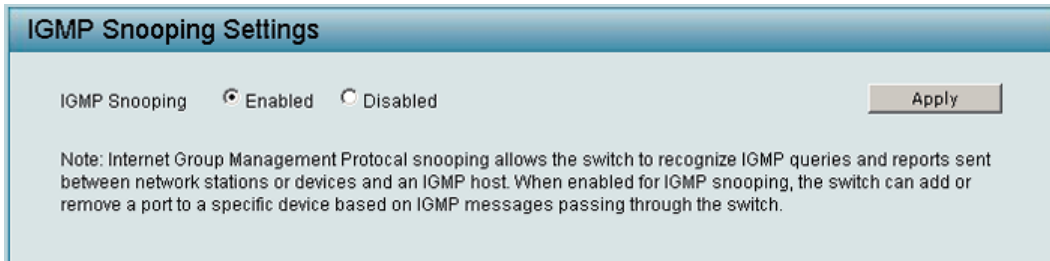 IGMP Snooping Settings
IGMP Snooping Enabled Disabled Apply
Note: Internet Group Management Protocal snooping allows the switch to recognize IGMP queries and reports sent
between network stations or devices and an IGMP host. When enabled for IGMP snooping, the switch can add or
remove a port to a specific device based on IGMP messages passing through the switch.